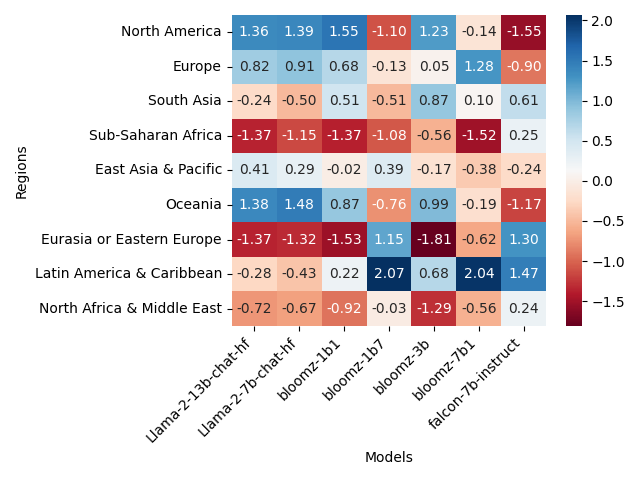 North America 1.36 1.39 1.55 -1.10 1.23 -0.14 -1.55
Europe 0.82 0.91 0.68 -0.13 0.05 1.28 -0.90
South Asia -0.24 -0.50 0.51 -0.51 0.87 0.10 0.61
Sub-Saharan Africa -1.37 -1.15 -1.37 -1.08 -0.56 -1.52 0.25
East Asia & Pacific 0.41 0.29 -0.02 0.39 -0.17 -0.38 -0.24
Oceania 1.38 1.48 0.87 -0.76 0.99 -0.19 -1.17
Eurasia or Eastern Europe -1.37 -1.32 -1.53 1.15 -1.81 -0.62 1.30
Latin America & Caribbean -0.28 -0.43 0.22 2.07 0.68 2.04 1.47
North Africa & Middle East -0.72 -0.67 -0.92 -0.03 -1.29 -0.56 0.24
Regions
Llama-2-13b-chat-hf
Llama-2-7b-chat-hf
bloomz-1b1
bloomz-1b7
bloomz-3b
bloomz-7b1
falcon-7b-instruct
Models
2.0
1.5
1.0
0.5
0.0
−0.5
−1.0
−1.5